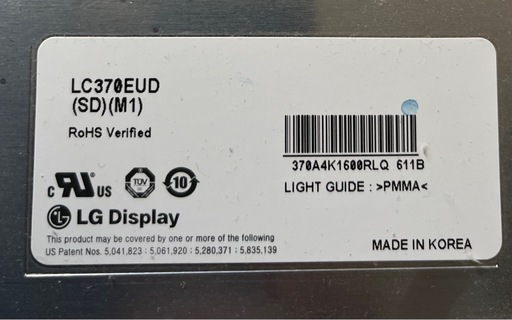 LC370EUD
(SD)(M1)
RoHS Verified
370A4K1600RLQ 611B
LIGHT GUIDE : >PMMA<
c RU US TÜV 10
LG Display
This product may be covered by one or more of the following
US Patent Nos. 5,041,823 : 5,061,920 : 5,280,371 : 5,835,139
MADE IN KOREA